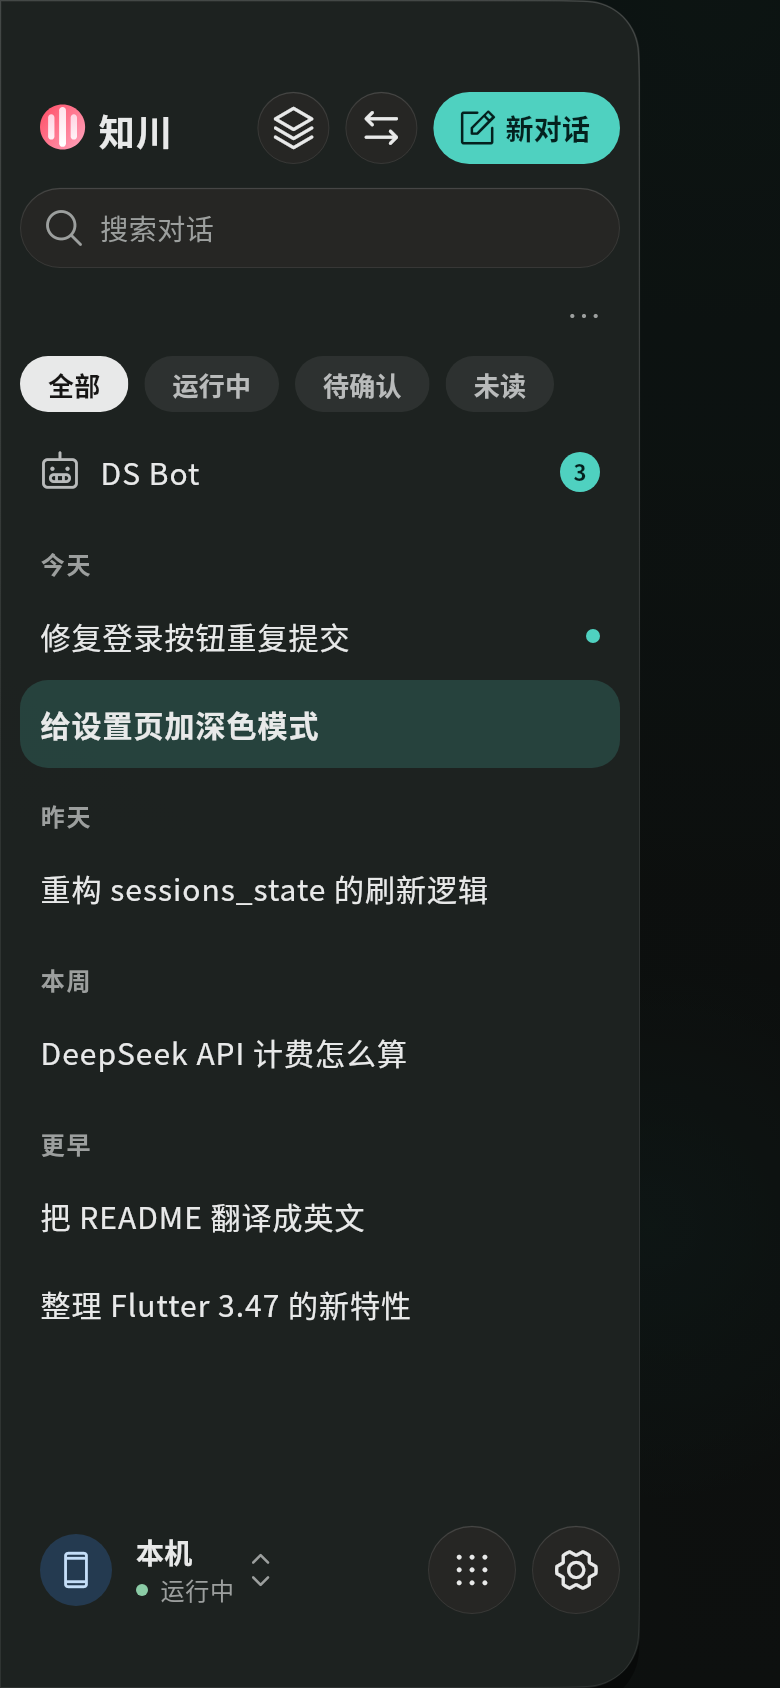 知川
新对话
搜索对话
...
全部 运行中 待确认 未读
DS Bot 3
今天
修复登录按钮重复提交
给设置页加深色模式
昨天
重构 sessions_state 的刷新逻辑
本周
DeepSeek API 计费怎么算
更早
把 README 翻译成英文
整理 Flutter 3.47 的新特性
本机
运行中